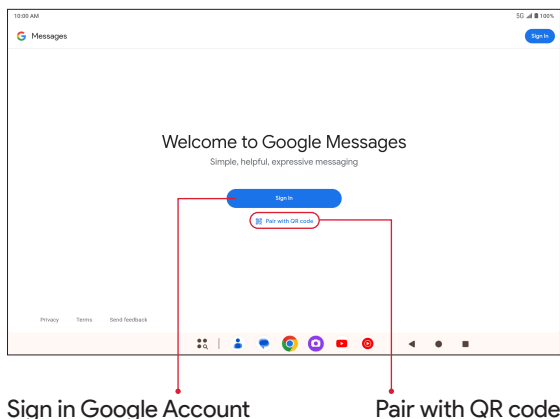 10:00 AM 5G 100%
Messages Sign in
Welcome to Google Messages
Simple, helpful, expressive messaging
Sign in
Pair with QR code
Privacy Terms Send feedback
Sign in Google Account Pair with QR code